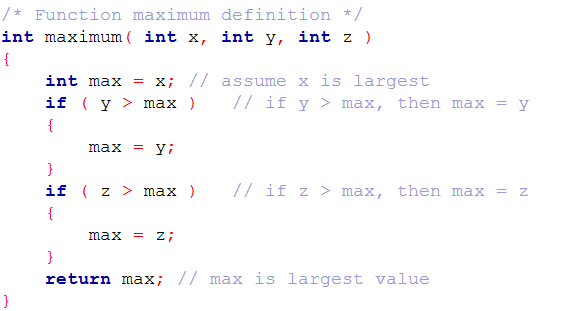 /* Function maximum definition */
int maximum( int x, int y, int z )
{
    int max = x; // assume x is largest
    if ( y > max )   // if y > max, then max = y
    {
        max = y;
    }
    if ( z > max )   // if z > max, then max = z
    {
        max = z;
    }
    return max; // max is largest value
}